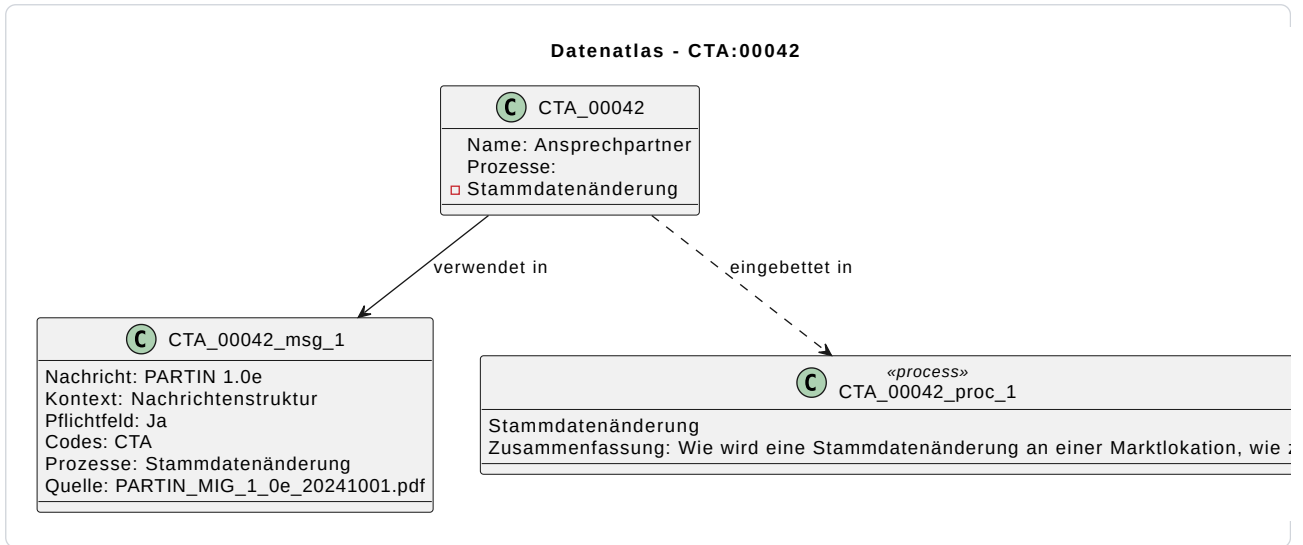 Datenatlas - CTA:00042
C CTA_00042
Name: Ansprechpartner
Prozesse:
Stammdatenänderung
verwendet in
eingebettet in
C CTA_00042_msg_1
Nachricht: PARTIN 1.0e
Kontext: Nachrichtenstruktur
Pflichtfeld: Ja
Codes: CTA
Prozesse: Stammdatenänderung
Quelle: PARTIN_MIG_1_0e_20241001.pdf
«process»
C CTA_00042_proc_1
Stammdatenänderung
Zusammenfassung: Wie wird eine Stammdatenänderung an einer Marktlokation, wie